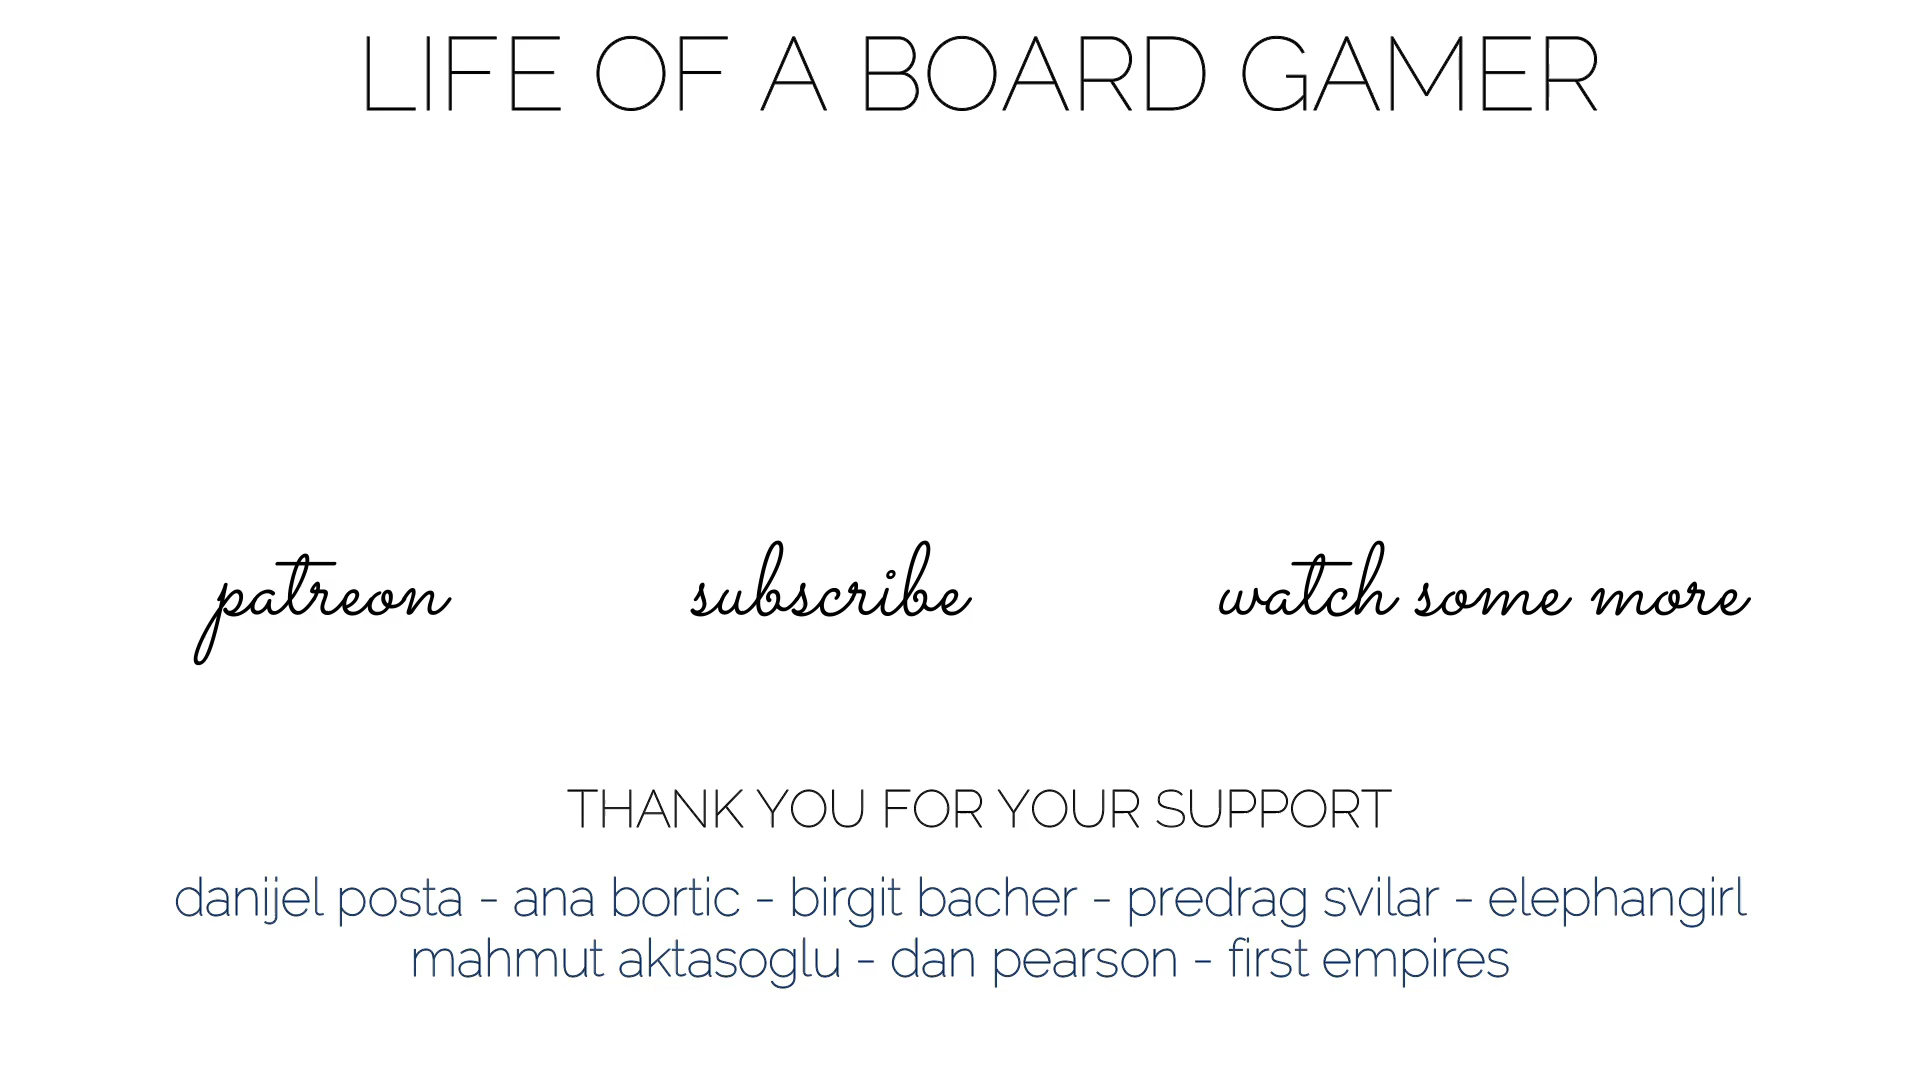 LIFE OF A BOARD GAMER
patreon subscribe watch some more
THANK YOU FOR YOUR SUPPORT
danijel posta - ana bortic - birgit bacher - predrag svilar - elephangirl
mahmut aktasoglu - dan pearson - first empires